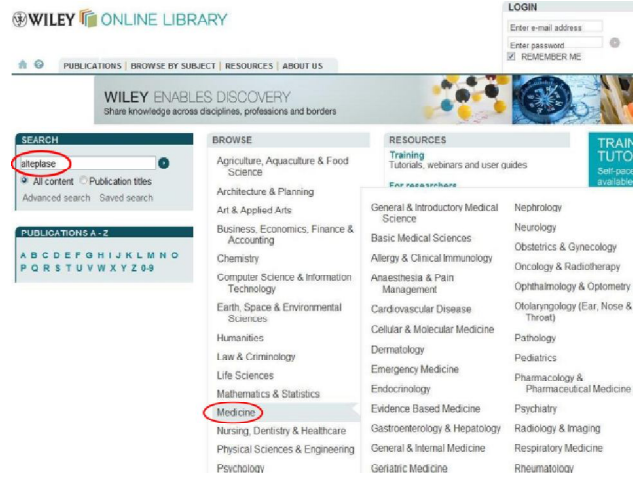 WILEY ONLINE LIBRARY
LOGIN
Enter e-mail address
Enter password
REMEMBER ME
PUBLICATIONS | BROWSE BY SUBJECT | RESOURCES | ABOUT US
WILEY ENABLES DISCOVERY
Share knowledge across disciplines, professions and borders
SEARCH
alteplase
All content Publication titles
Advanced search Saved search
PUBLICATIONS A - Z
A B C D E F G H I J K L M N O
P Q R S T U V W X Y Z 0-9
BROWSE
Agriculture, Aquaculture & Food
Science
Architecture & Planning
Art & Applied Arts
Business, Economics, Finance &
Accounting
Chemistry
Computer Science & Information
Technology
Earth, Space & Environmental
Sciences
Humanities
Law & Criminology
Life Sciences
Mathematics & Statistics
Medicine
Nursing, Dentistry & Healthcare
Physical Sciences & Engineering
Psychology
RESOURCES
Training
Tutorials, webinars and user guides
For researchers
TRAIN
TUTO
Self-pace
available
General & Introductory Medical
Science
Basic Medical Sciences
Allergy & Clinical Immunology
Anaesthesia & Pain
Management
Cardiovascular Disease
Cellular & Molecular Medicine
Dermatology
Emergency Medicine
Endocrinology
Evidence Based Medicine
Gastroenterology & Hepatology
General & Internal Medicine
Geriatric Medicine
Nephrology
Neurology
Obstetrics & Gynecology
Oncology & Radiotherapy
Ophthalmology & Optometry
Otolaryngology (Ear, Nose &
Throat)
Pathology
Pediatrics
Pharmacology &
Pharmaceutical Medicine
Psychiatry
Radiology & Imaging
Respiratory Medicine
Rheumatology